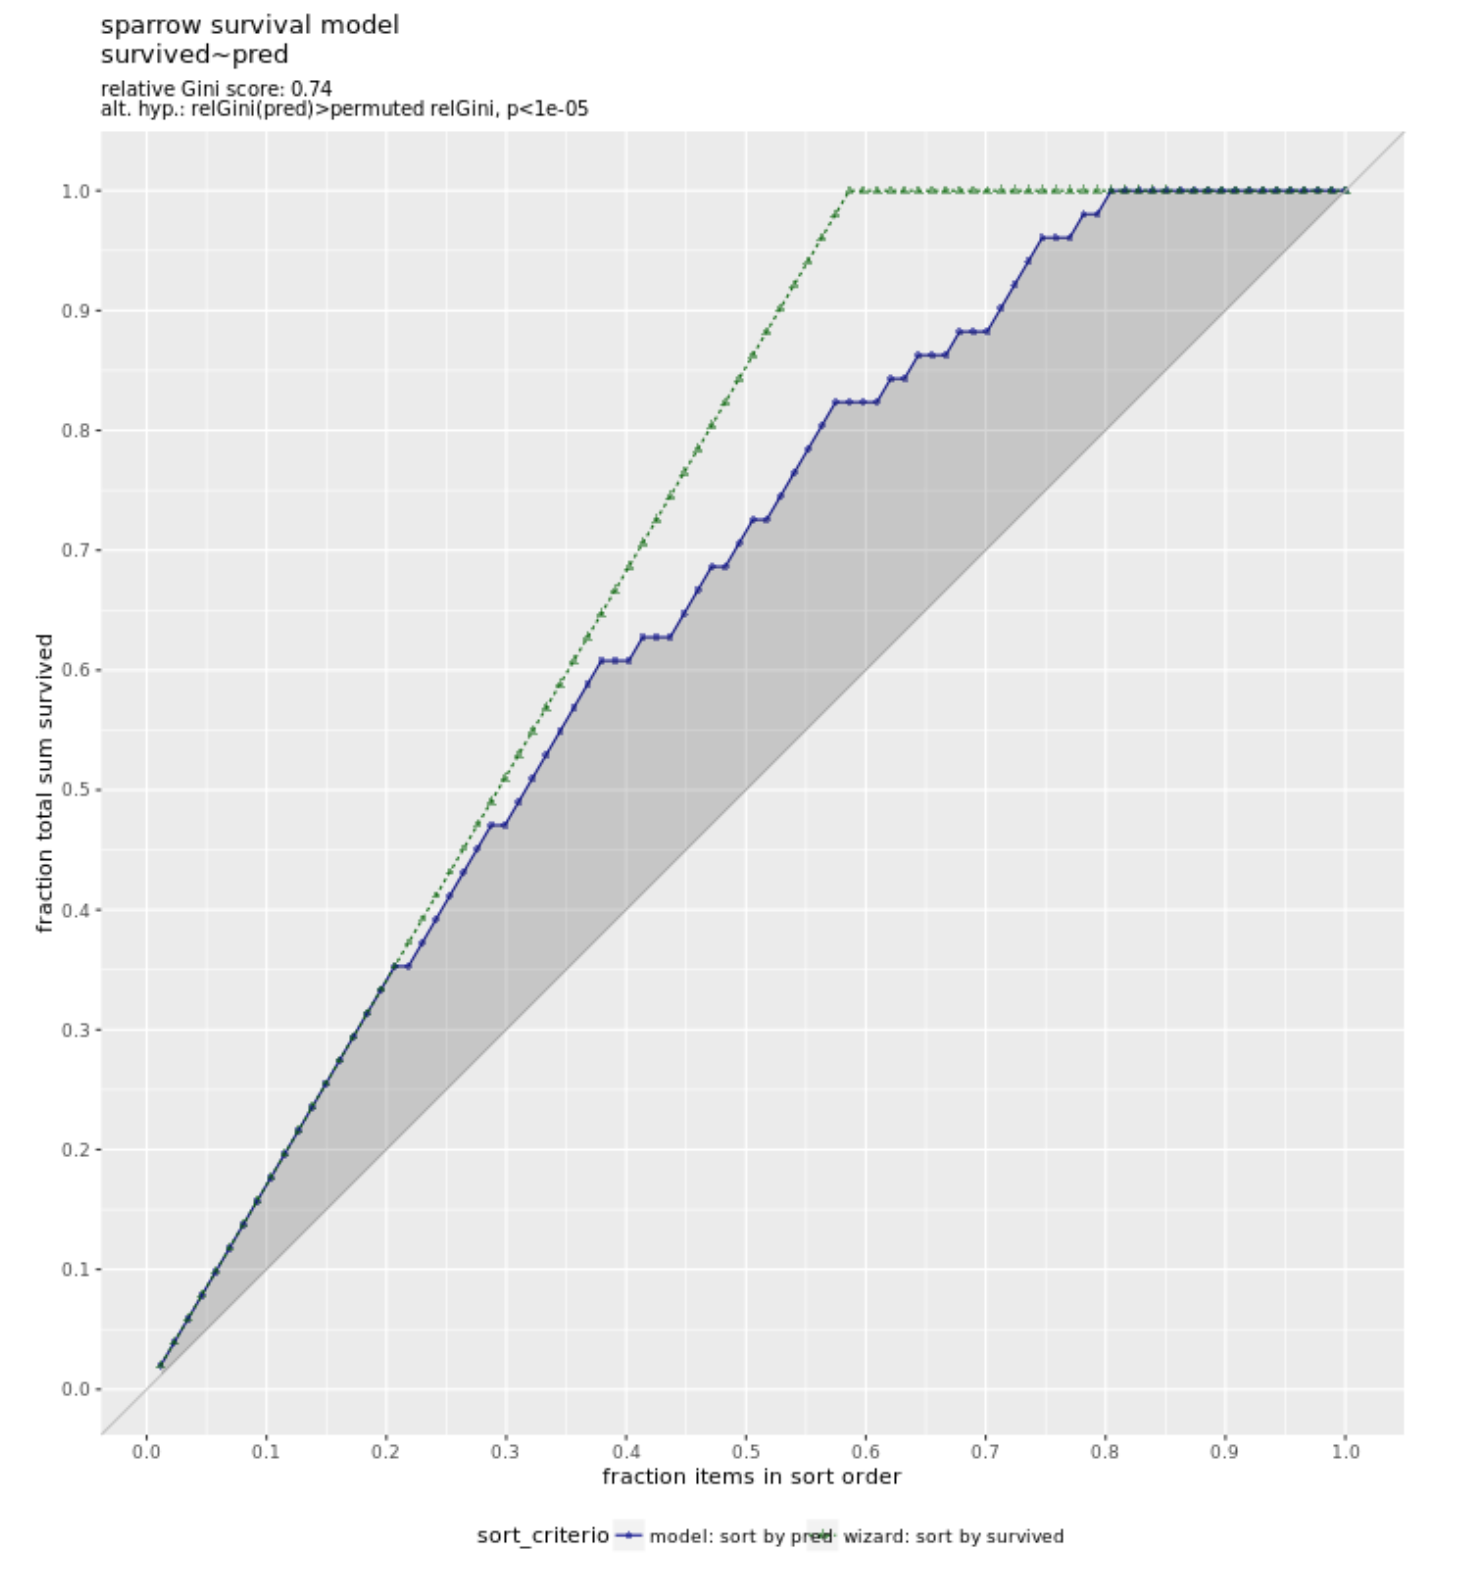 sparrow survival model
survived~pred
relative Gini score: 0.74
alt. hyp.: relGini(pred)>permuted relGini, p<1e-05
1.0
0.9
0.8
0.7
0.6
0.5
0.4
0.3
0.2
0.1
0.0
fraction total sum survived
0.0 0.1 0.2 0.3 0.4 0.5 0.6 0.7 0.8 0.9 1.0
fraction items in sort order
sort_criterio model: sort by pred wizard: sort by survived